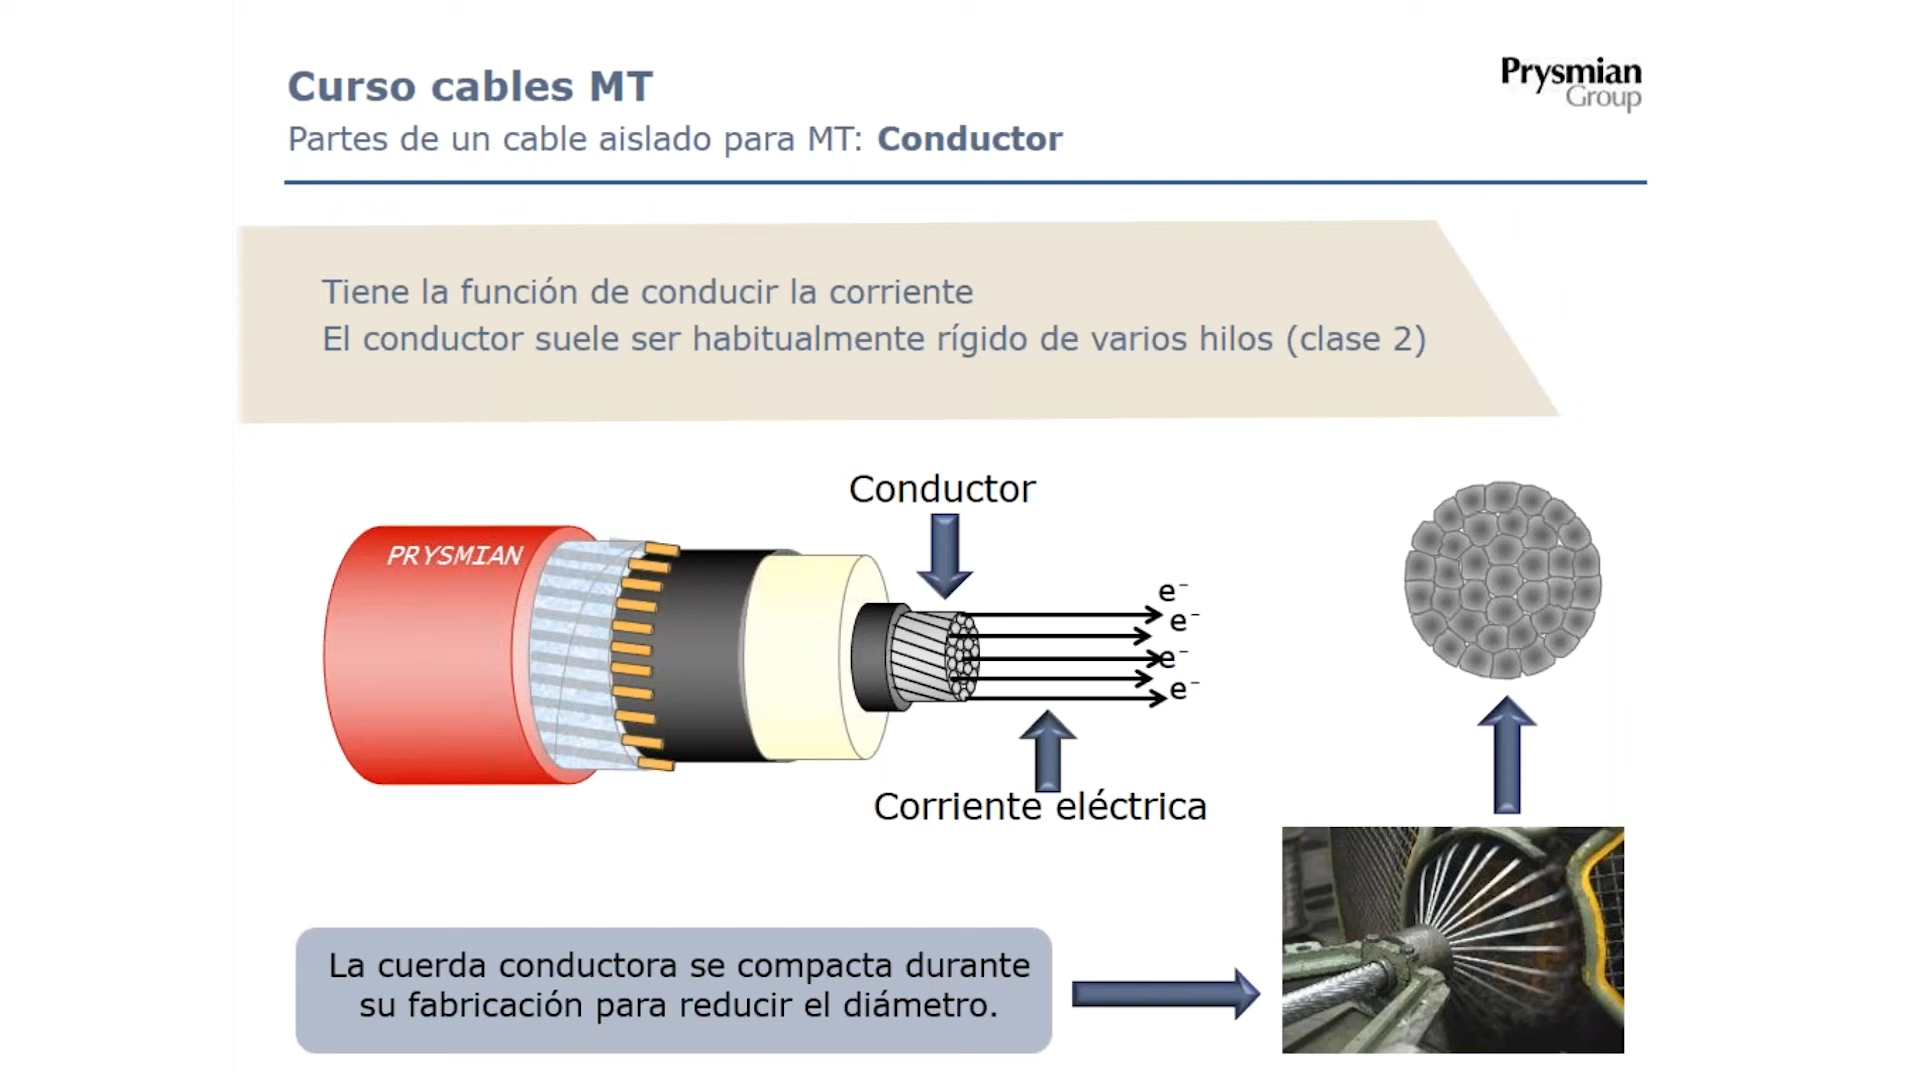 Curso cables MT
Prysmian
Group
Partes de un cable aislado para MT: Conductor
Tiene la función de conducir la corriente
El conductor suele ser habitualmente rígido de varios hilos (clase 2)
Conductor
PRYSMIAN
e⁻
e⁻
e⁻
e⁻
Corriente eléctrica
La cuerda conductora se compacta durante
su fabricación para reducir el diámetro.